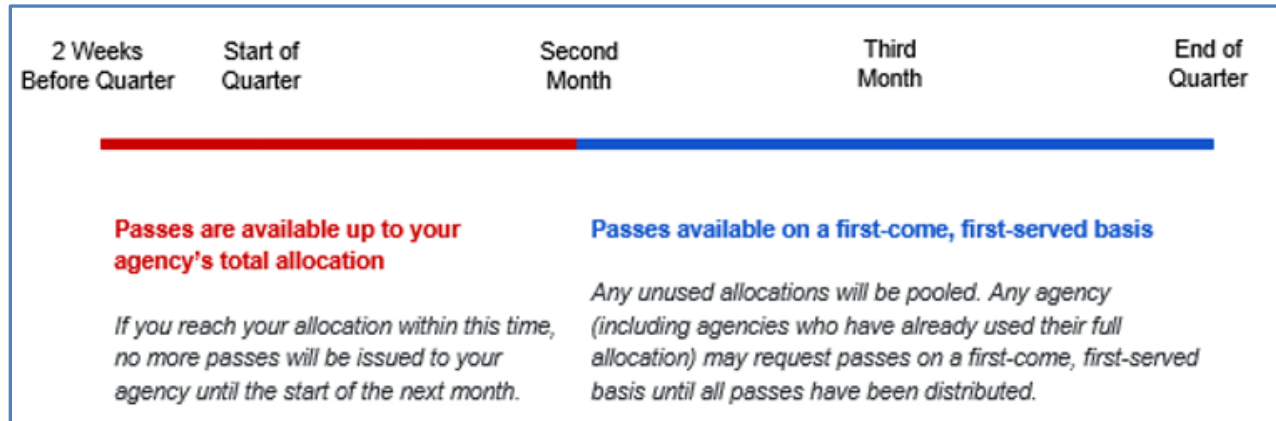 2 Weeks
Before Quarter
Start of
Quarter
Second
Month
Third
Month
End of
Quarter
Passes are available up to your
agency's total allocation
If you reach your allocation within this time,
no more passes will be issued to your
agency until the start of the next month.
Passes available on a first-come, first-served basis
Any unused allocations will be pooled. Any agency
(including agencies who have already used their full
allocation) may request passes on a first-come, first-served
basis until all passes have been distributed.